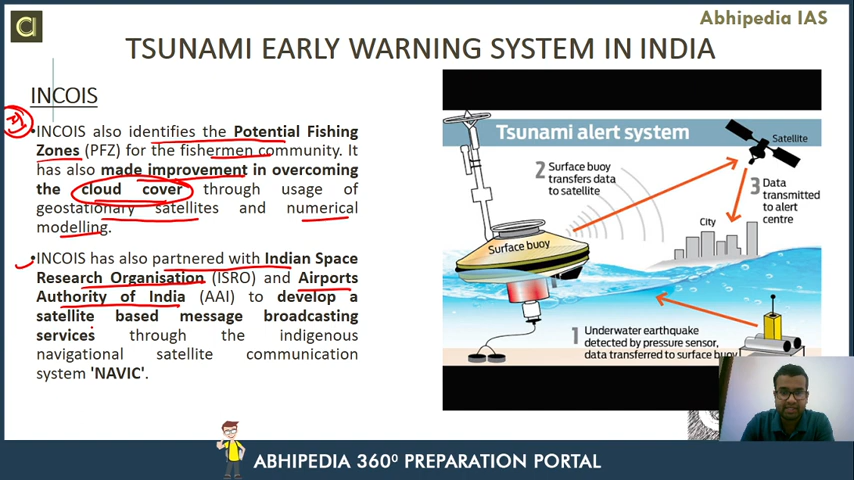 Abhipedia IAS
TSUNAMI EARLY WARNING SYSTEM IN INDIA
INCOIS
•INCOIS also identifies the Potential Fishing
Zones (PFZ) for the fishermen community. It
has also made improvement in overcoming
the cloud cover through usage of
geostationary satellites and numerical
modelling.
•INCOIS has also partnered with Indian Space
Research Organisation (ISRO) and Airports
Authority of India (AAI) to develop a
satellite based message broadcasting
services through the indigenous
navigational satellite communication
system 'NAVIC'.
Tsunami alert system
Satellite
2 Surface buoy
transfers data
to satellite
3 Data
transmitted
to alert
centre
City
Surface buoy
1 Underwater earthquake
detected by pressure sensor,
data transferred to surface buoy
ABHIPEDIA 360⁰ PREPARATION PORTAL